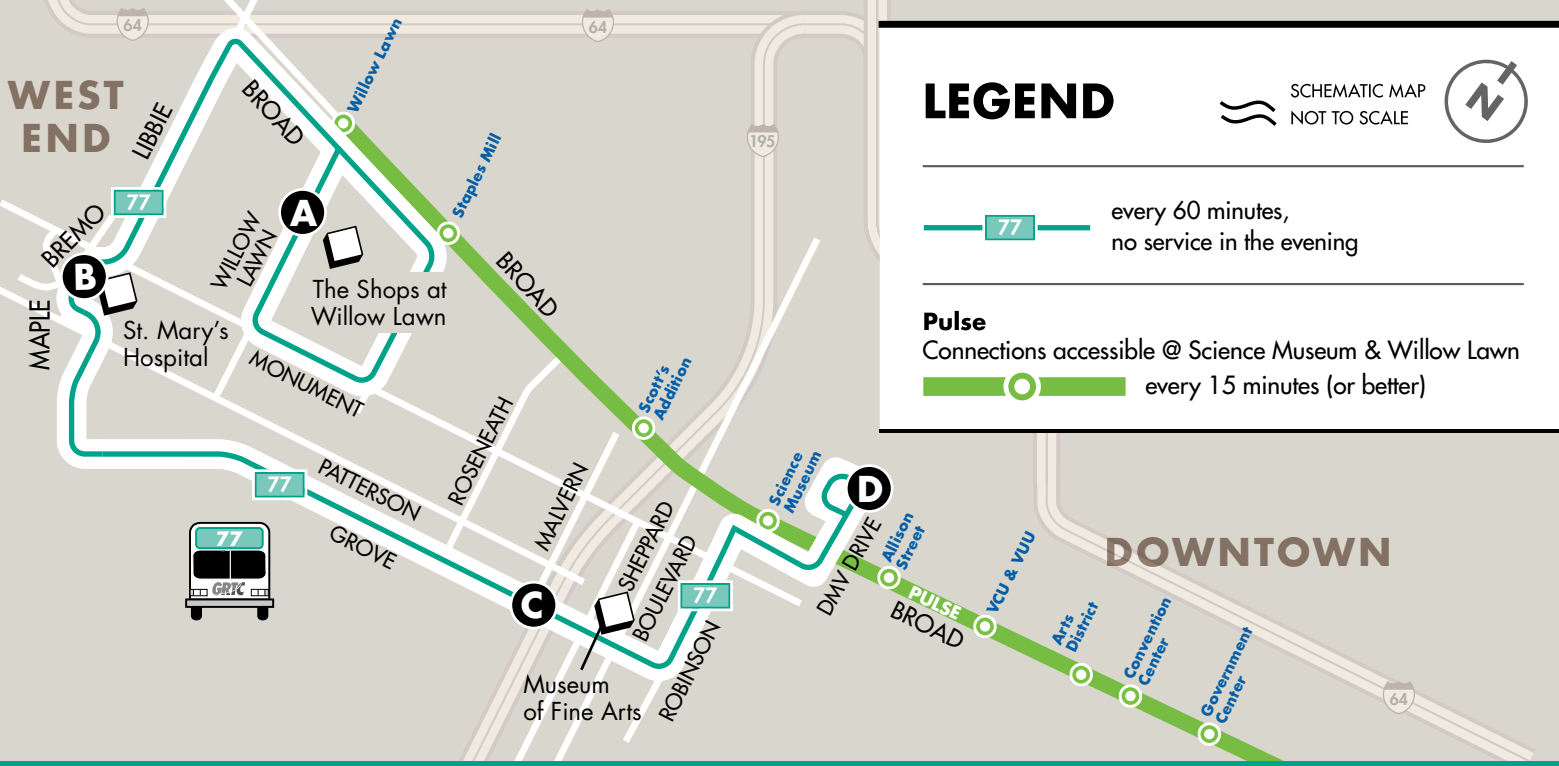 64
64
195
64
WEST
END
LIBBIE
BROAD
Willow Lawn
Staples Mill
77
BREMO
A
B
WILLOW
LAWN
The Shops at
Willow Lawn
BROAD
MAPLE
St. Mary's
Hospital
MONUMENT
Scott's
Addition
ROSENEATH
77
PATTERSON
GROVE
MALVERN
SHEPPARD
BOULEVARD
Science
Museum
D
DMV DRIVE
Allison
Street
77
C
77
GRTC
Museum
of Fine Arts
ROBINSON
PULSE
BROAD
VCU & VUU
DOWNTOWN
Arts
District
Convention
Center
Government
Center
LEGEND
SCHEMATIC MAP
NOT TO SCALE
N
77
every 60 minutes,
no service in the evening
Pulse
Connections accessible @ Science Museum & Willow Lawn
every 15 minutes (or better)